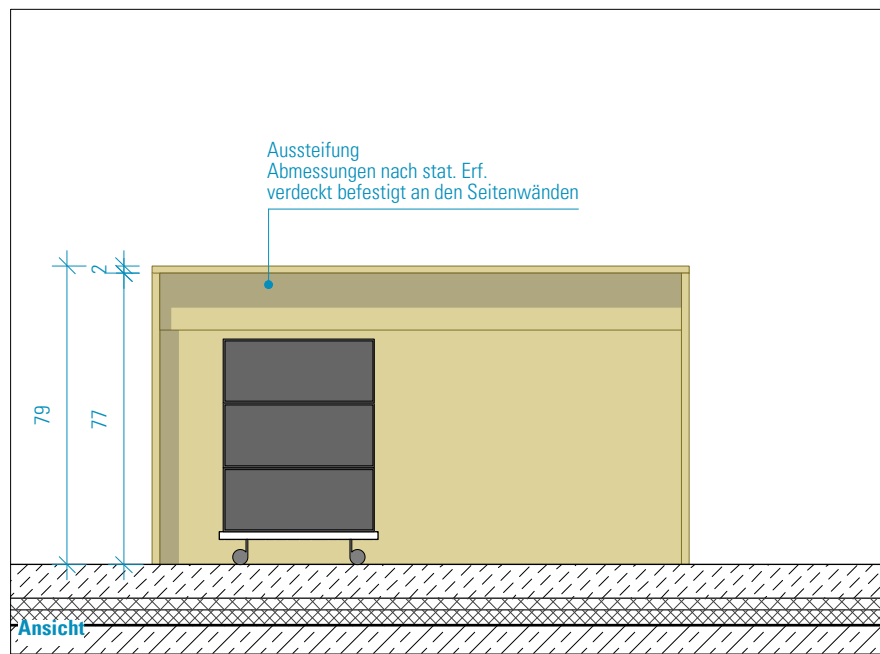 Aussteifung
Abmessungen nach stat. Erf.
verdeckt befestigt an den Seitenwänden
2
79
77
Ansicht